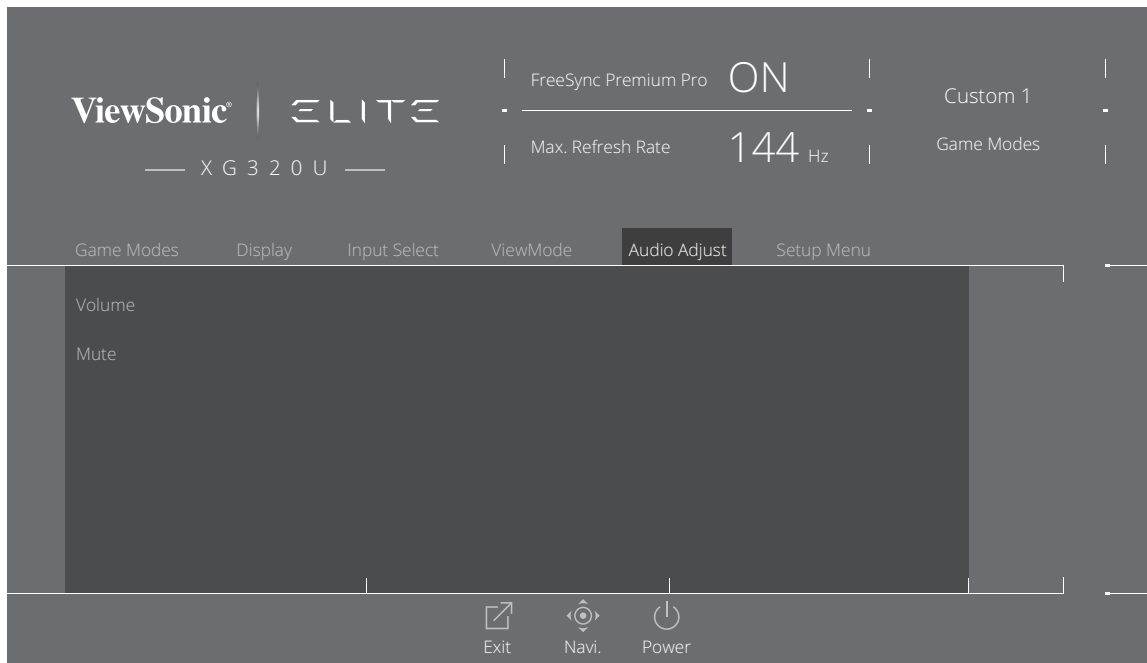 ViewSonic® ELITE
XG320U
FreeSync Premium Pro ON
Max. Refresh Rate 144 Hz
Custom 1
Game Modes
Game Modes Display Input Select ViewMode Audio Adjust Setup Menu
Volume
Mute
Exit Navi. Power